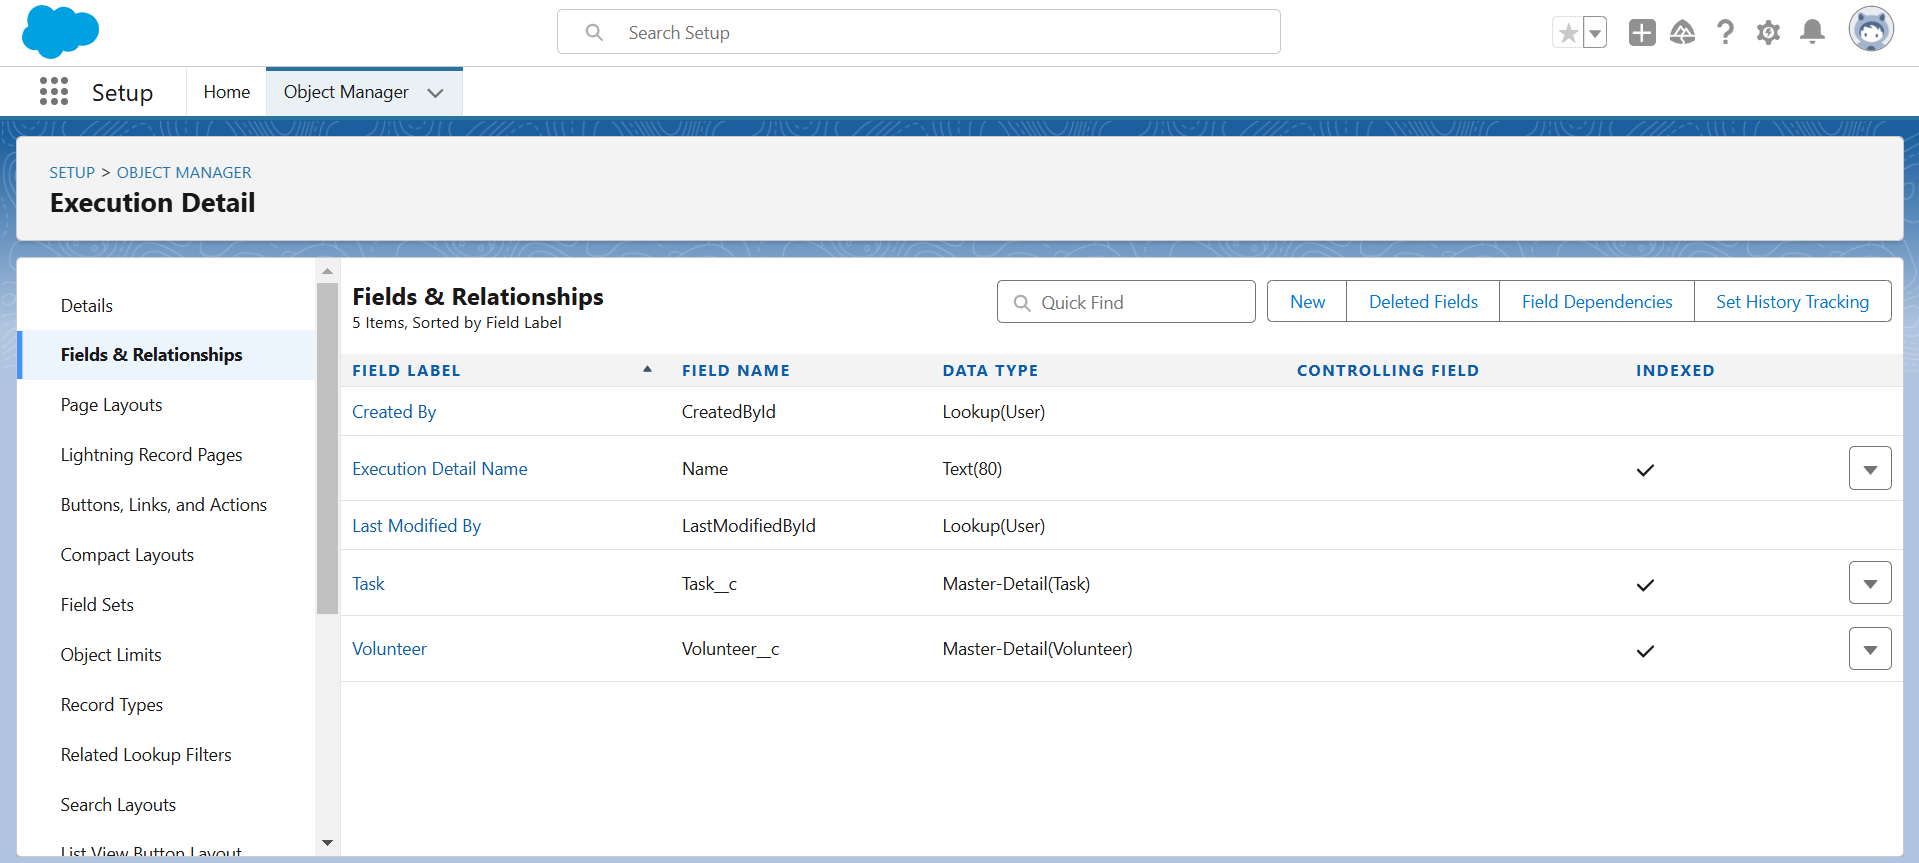 Search Setup
Setup
Home
Object Manager
SETUP > OBJECT MANAGER
Execution Detail
Details
Fields & Relationships
Page Layouts
Lightning Record Pages
Buttons, Links, and Actions
Compact Layouts
Field Sets
Object Limits
Record Types
Related Lookup Filters
Search Layouts
List View Button Layout
Fields & Relationships
5 Items, Sorted by Field Label
Quick Find
New
Deleted Fields
Field Dependencies
Set History Tracking
FIELD LABEL FIELD NAME DATA TYPE CONTROLLING FIELD INDEXED
Created By CreatedById Lookup(User)
Execution Detail Name Name Text(80)
Last Modified By LastModifiedById Lookup(User)
Task Task__c Master-Detail(Task)
Volunteer Volunteer__c Master-Detail(Volunteer)